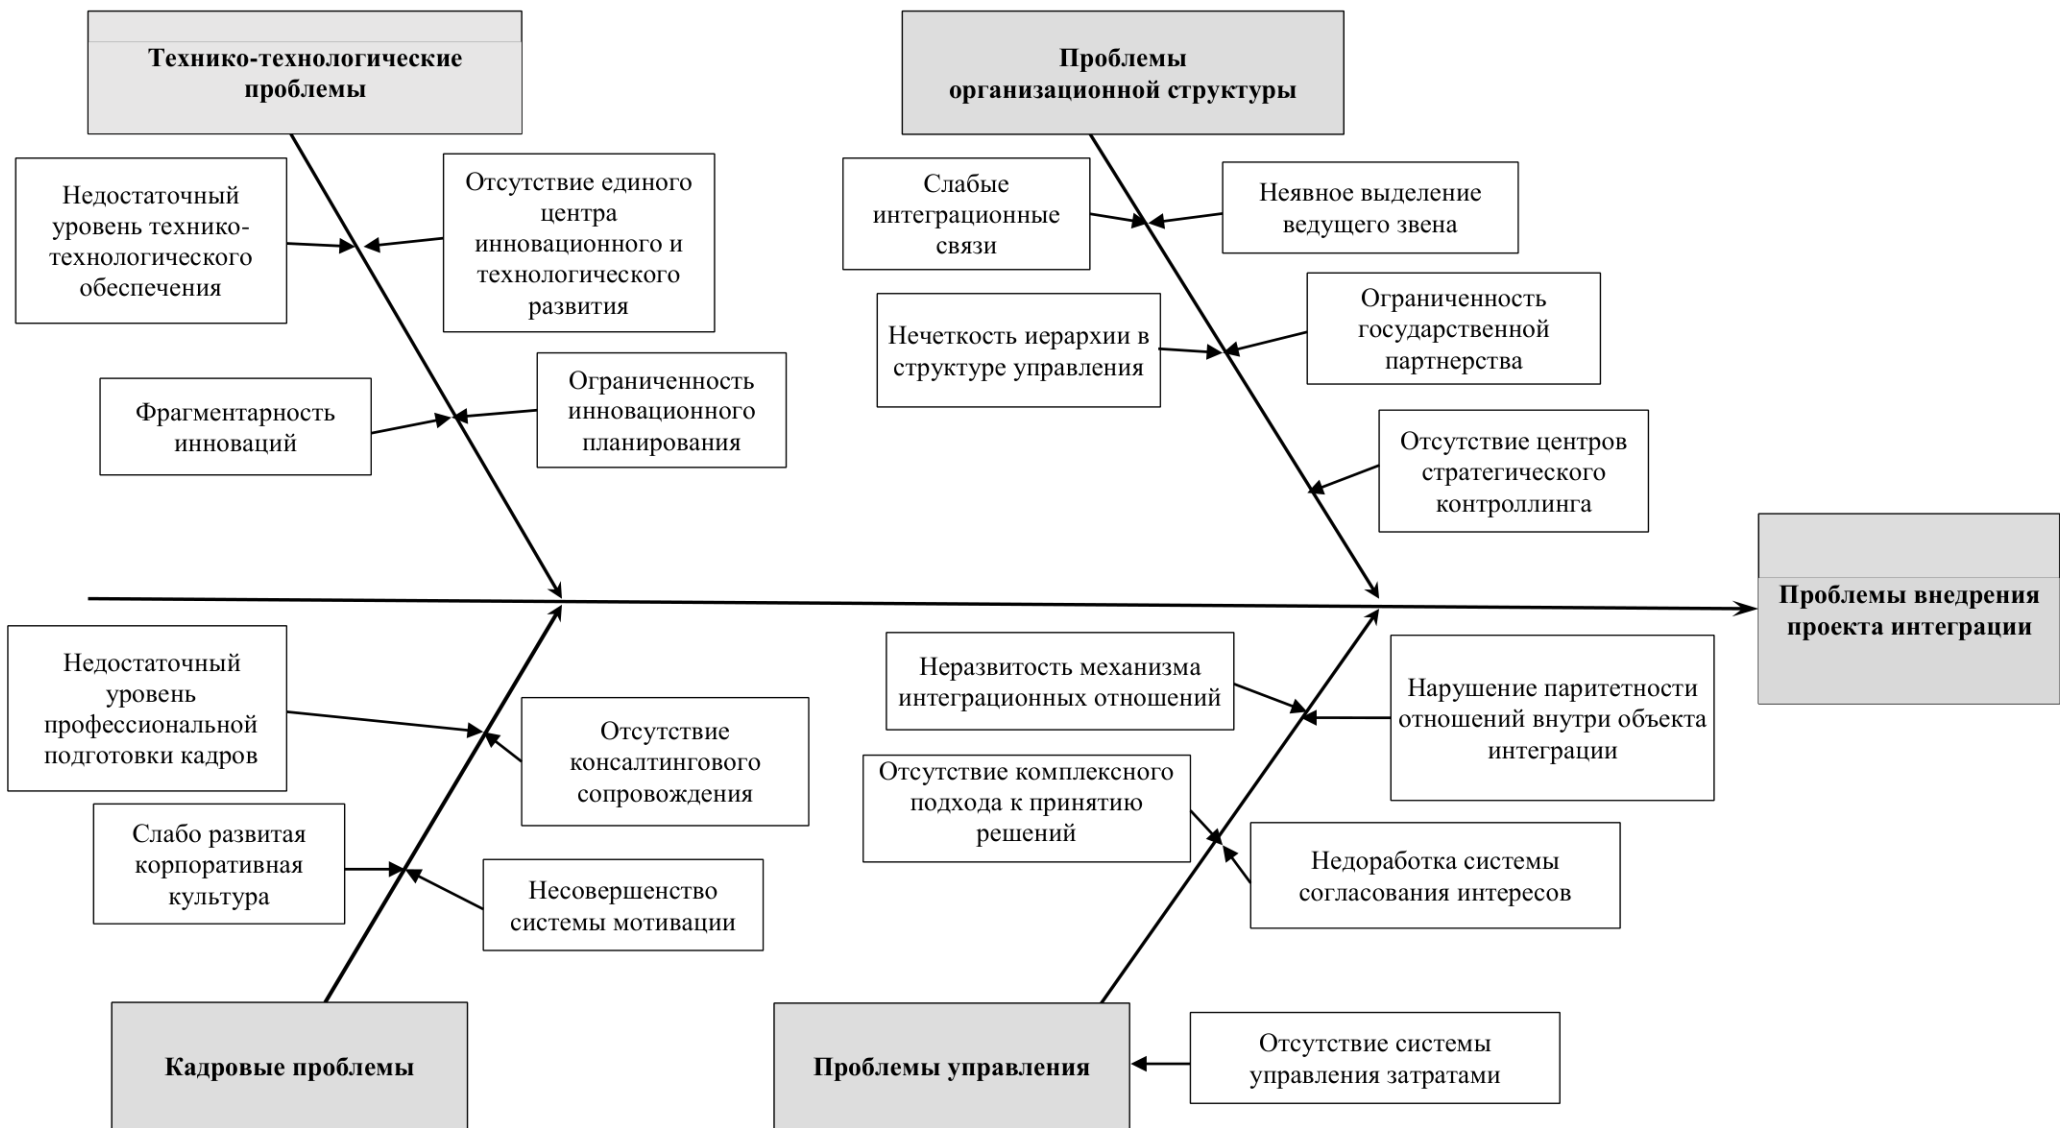 Технико-технологические
проблемы
Проблемы
организационной структуры
Недостаточный
уровень технико-
технологического
обеспечения
Отсутствие единого
центра
инновационного и
технологического
развития
Слабые
интеграционные
связи
Неявное выделение
ведущего звена
Нечеткость иерархии в
структуре управления
Ограниченность
государственной
партнерства
Фрагментарность
инноваций
Ограниченность
инновационного
планирования
Отсутствие центров
стратегического
контроллинга
Проблемы внедрения
проекта интеграции
Недостаточный
уровень
профессиональной
подготовки кадров
Отсутствие
консалтингового
сопровождения
Неразвитость механизма
интеграционных отношений
Нарушение паритетности
отношений внутри объекта
интеграции
Отсутствие комплексного
подхода к принятию
решений
Слабо развитая
корпоративная
культура
Несовершенство
системы мотивации
Недоработка системы
согласования интересов
Кадровые проблемы
Проблемы управления
Отсутствие системы
управления затратами